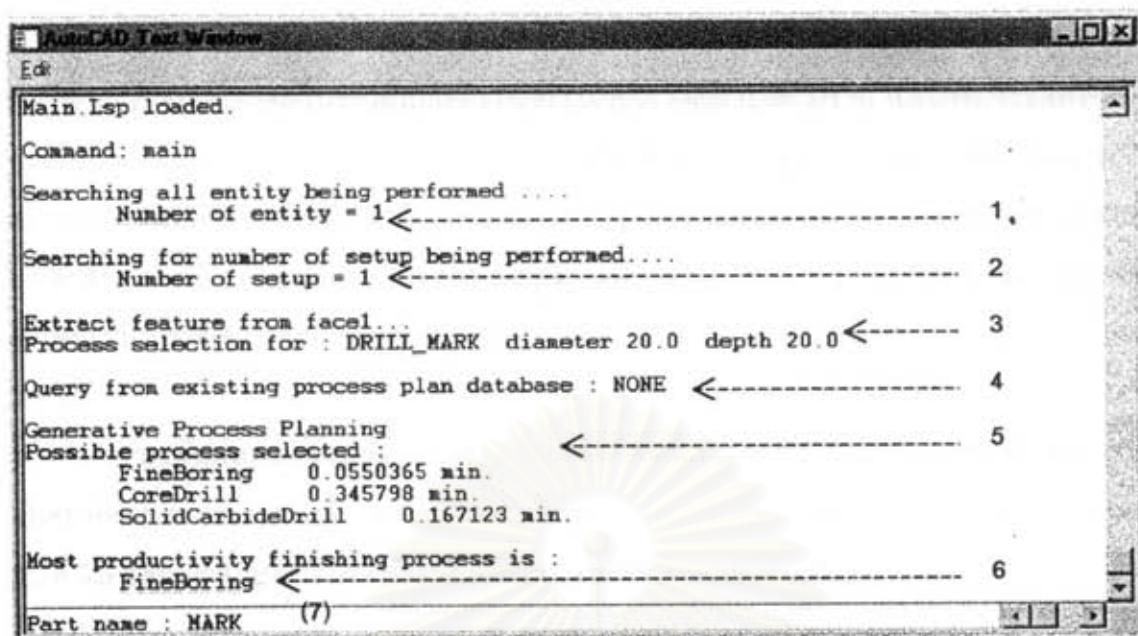 AutoCAD Text Window
Edit
Main.Lsp loaded.
Command: main
Searching all entity being performed ....
Number of entity = 1
1
Searching for number of setup being performed....
Number of setup = 1
2
Extract feature from face1...
3
Process selection for : DRILL_MARK diameter 20.0 depth 20.0
Query from existing process plan database : NONE
4
Generative Process Planning
5
Possible process selected :
FineBoring 0.0550365 min.
CoreDrill 0.345798 min.
SolidCarbideDrill 0.167123 min.
Most productivity finishing process is :
FineBoring
6
Part name : MARK (7)